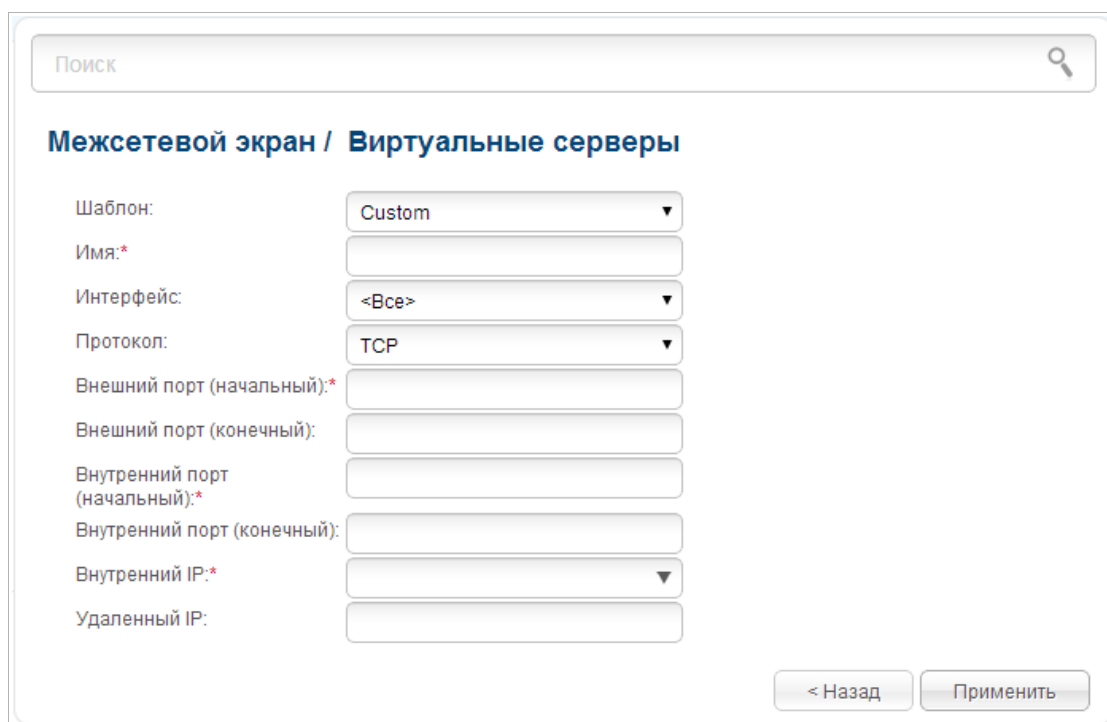 Поиск
Межсетевой экран / Виртуальные серверы
Шаблон: Custom
Имя:*
Интерфейс: <Все>
Протокол: TCP
Внешний порт (начальный):*
Внешний порт (конечный):
Внутренний порт
(начальный):*
Внутренний порт (конечный):
Внутренний IP:*
Удаленный IP:
< Назад Применить